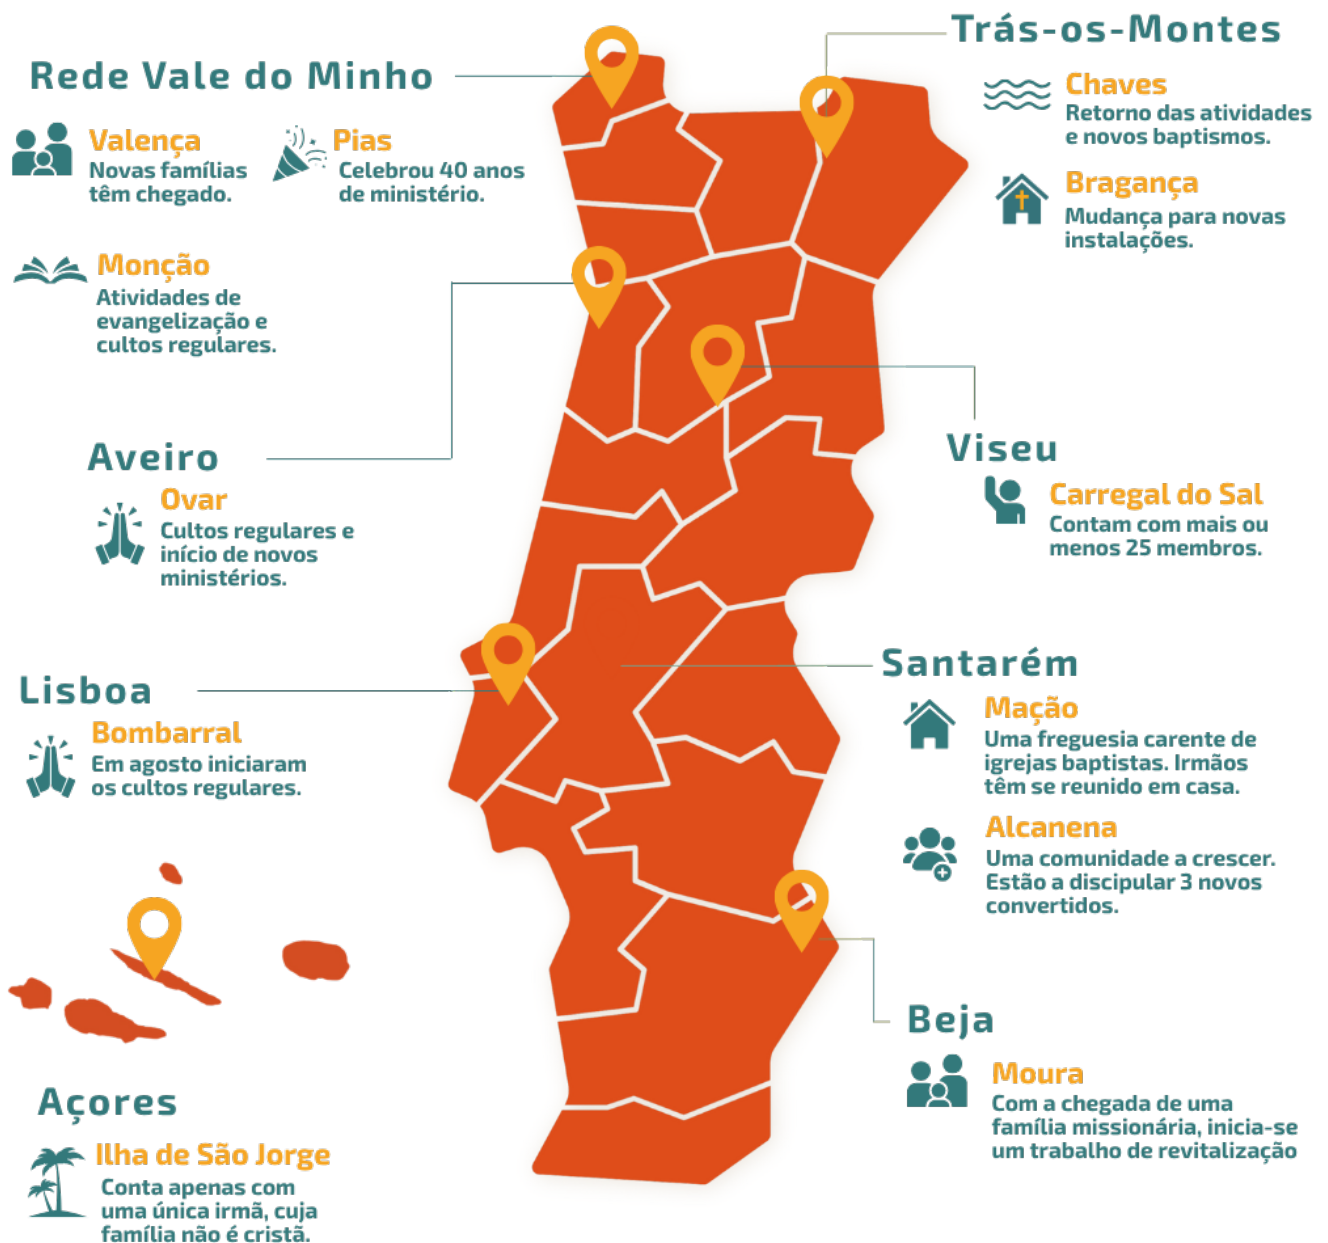 Rede Vale do Minho
Valença
Novas famílias
têm chegado.
Pias
Celebrou 40 anos
de ministério.
Monção
Atividades de
evangelização e
cultos regulares.
Trás-os-Montes
Chaves
Retorno das atividades
e novos baptismos.
Bragança
Mudança para novas
instalações.
Aveiro
Ovar
Cultos regulares e
início de novos
ministérios.
Viseu
Carregal do Sal
Contam com mais ou
menos 25 membros.
Lisboa
Bombarral
Em agosto iniciaram
os cultos regulares.
Santarém
Mação
Uma freguesia carente de
igrejas baptistas. Irmãos
têm se reunido em casa.
Alcanena
Uma comunidade a crescer.
Estão a discipular 3 novos
convertidos.
Beja
Moura
Com a chegada de uma
família missionária, inicia-se
um trabalho de revitalização
Açores
Ilha de São Jorge
Conta apenas com
uma única irmã, cuja
família não é cristã.